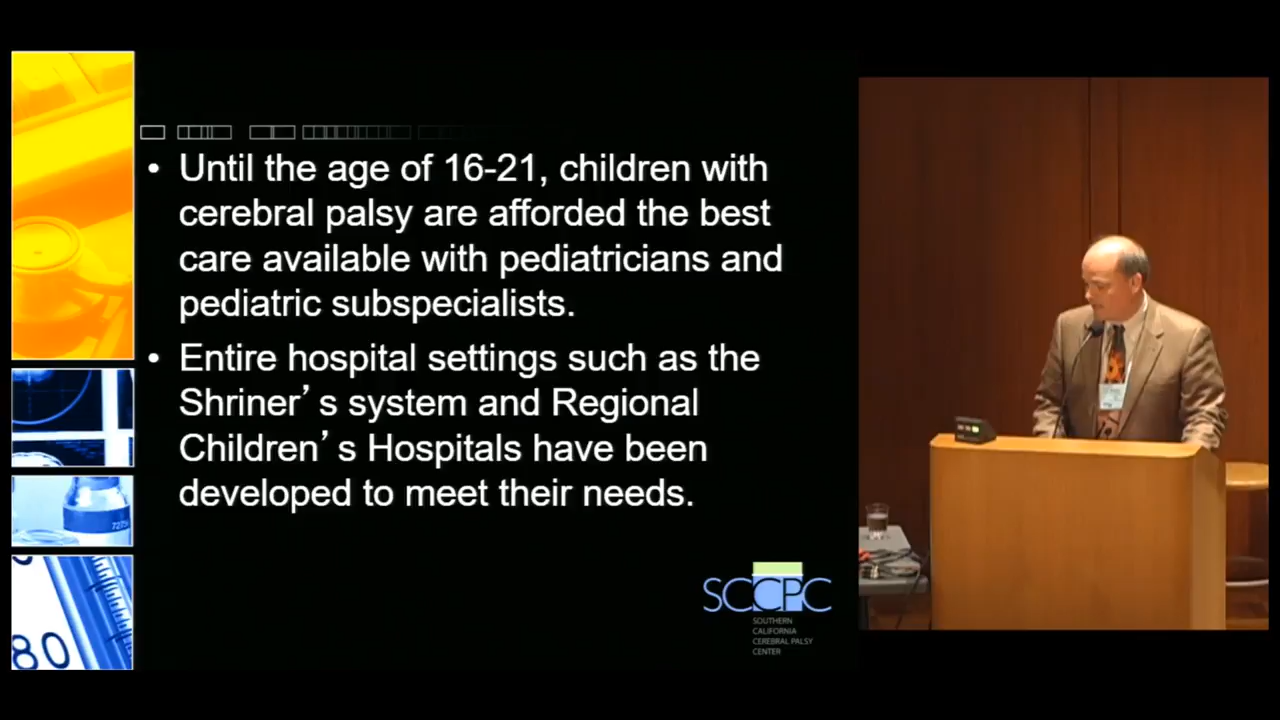 • Until the age of 16-21, children with
cerebral palsy are afforded the best
care available with pediatricians and
pediatric subspecialists.
• Entire hospital settings such as the
Shriner’s system and Regional
Children’s Hospitals have been
developed to meet their needs.
SCCPC
SOUTHERN
CALIFORNIA
CEREBRAL PALSY
CENTER
80